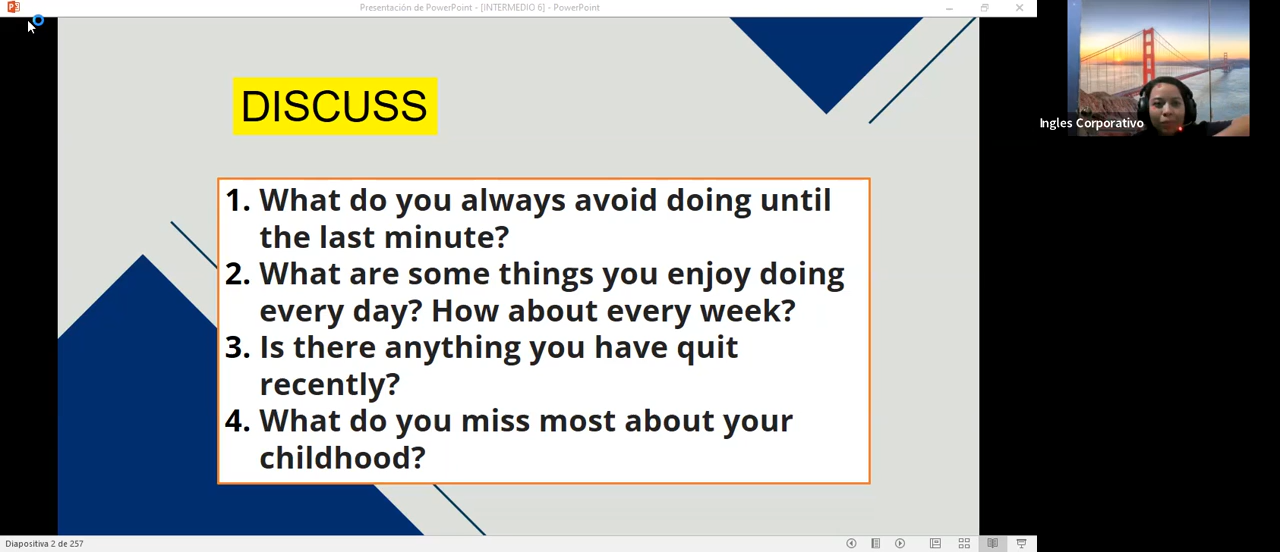 Presentación de PowerPoint - [INTERMEDIO 6] - PowerPoint
DISCUSS
1. What do you always avoid doing until
the last minute?
2. What are some things you enjoy doing
every day? How about every week?
3. Is there anything you have quit
recently?
4. What do you miss most about your
childhood?
Ingles Corporativo
Diapositiva 2 de 257